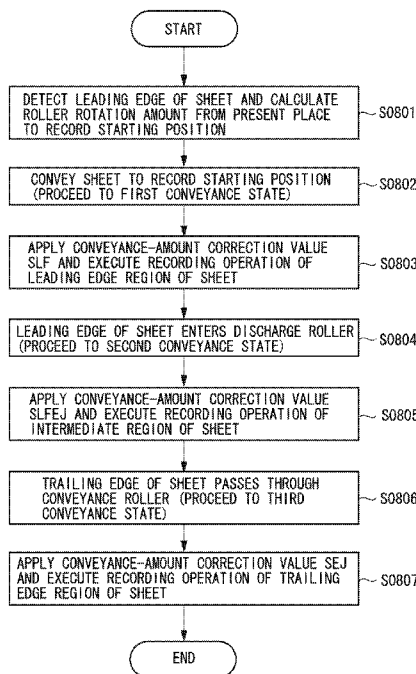 START
DETECT LEADING EDGE OF SHEET AND CALCULATE
ROLLER ROTATION AMOUNT FROM PRESENT PLACE
TO RECORD STARTING POSITION
S0801
CONVEY SHEET TO RECORD STARTING POSITION
(PROCEED TO FIRST CONVEYANCE STATE)
S0802
APPLY CONVEYANCE-AMOUNT CORRECTION VALUE
SLF AND EXECUTE RECORDING OPERATION OF
LEADING EDGE REGION OF SHEET
S0803
LEADING EDGE OF SHEET ENTERS DISCHARGE ROLLER
(PROCEED TO SECOND CONVEYANCE STATE)
S0804
APPLY CONVEYANCE-AMOUNT CORRECTION VALUE
SLFEJ AND EXECUTE RECORDING OPERATION OF
INTERMEDIATE REGION OF SHEET
S0805
TRAILING EDGE OF SHEET PASSES THROUGH
CONVEYANCE ROLLER (PROCEED TO THIRD
CONVEYANCE STATE)
S0806
APPLY CONVEYANCE-AMOUNT CORRECTION VALUE SEJ
AND EXECUTE RECORDING OPERATION OF TRAILING
EDGE REGION OF SHEET
S0807
END